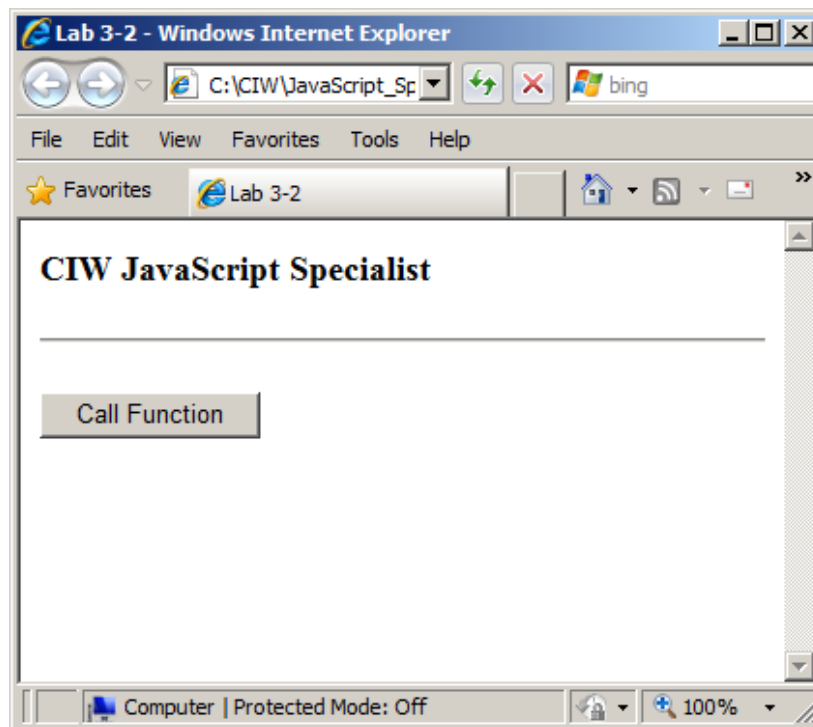 Lab 3-2 - Windows Internet Explorer
C:\CIW\JavaScript_Sp bing
File Edit View Favorites Tools Help
Favorites Lab 3-2 »
CIW JavaScript Specialist
Call Function
Computer | Protected Mode: Off 100%